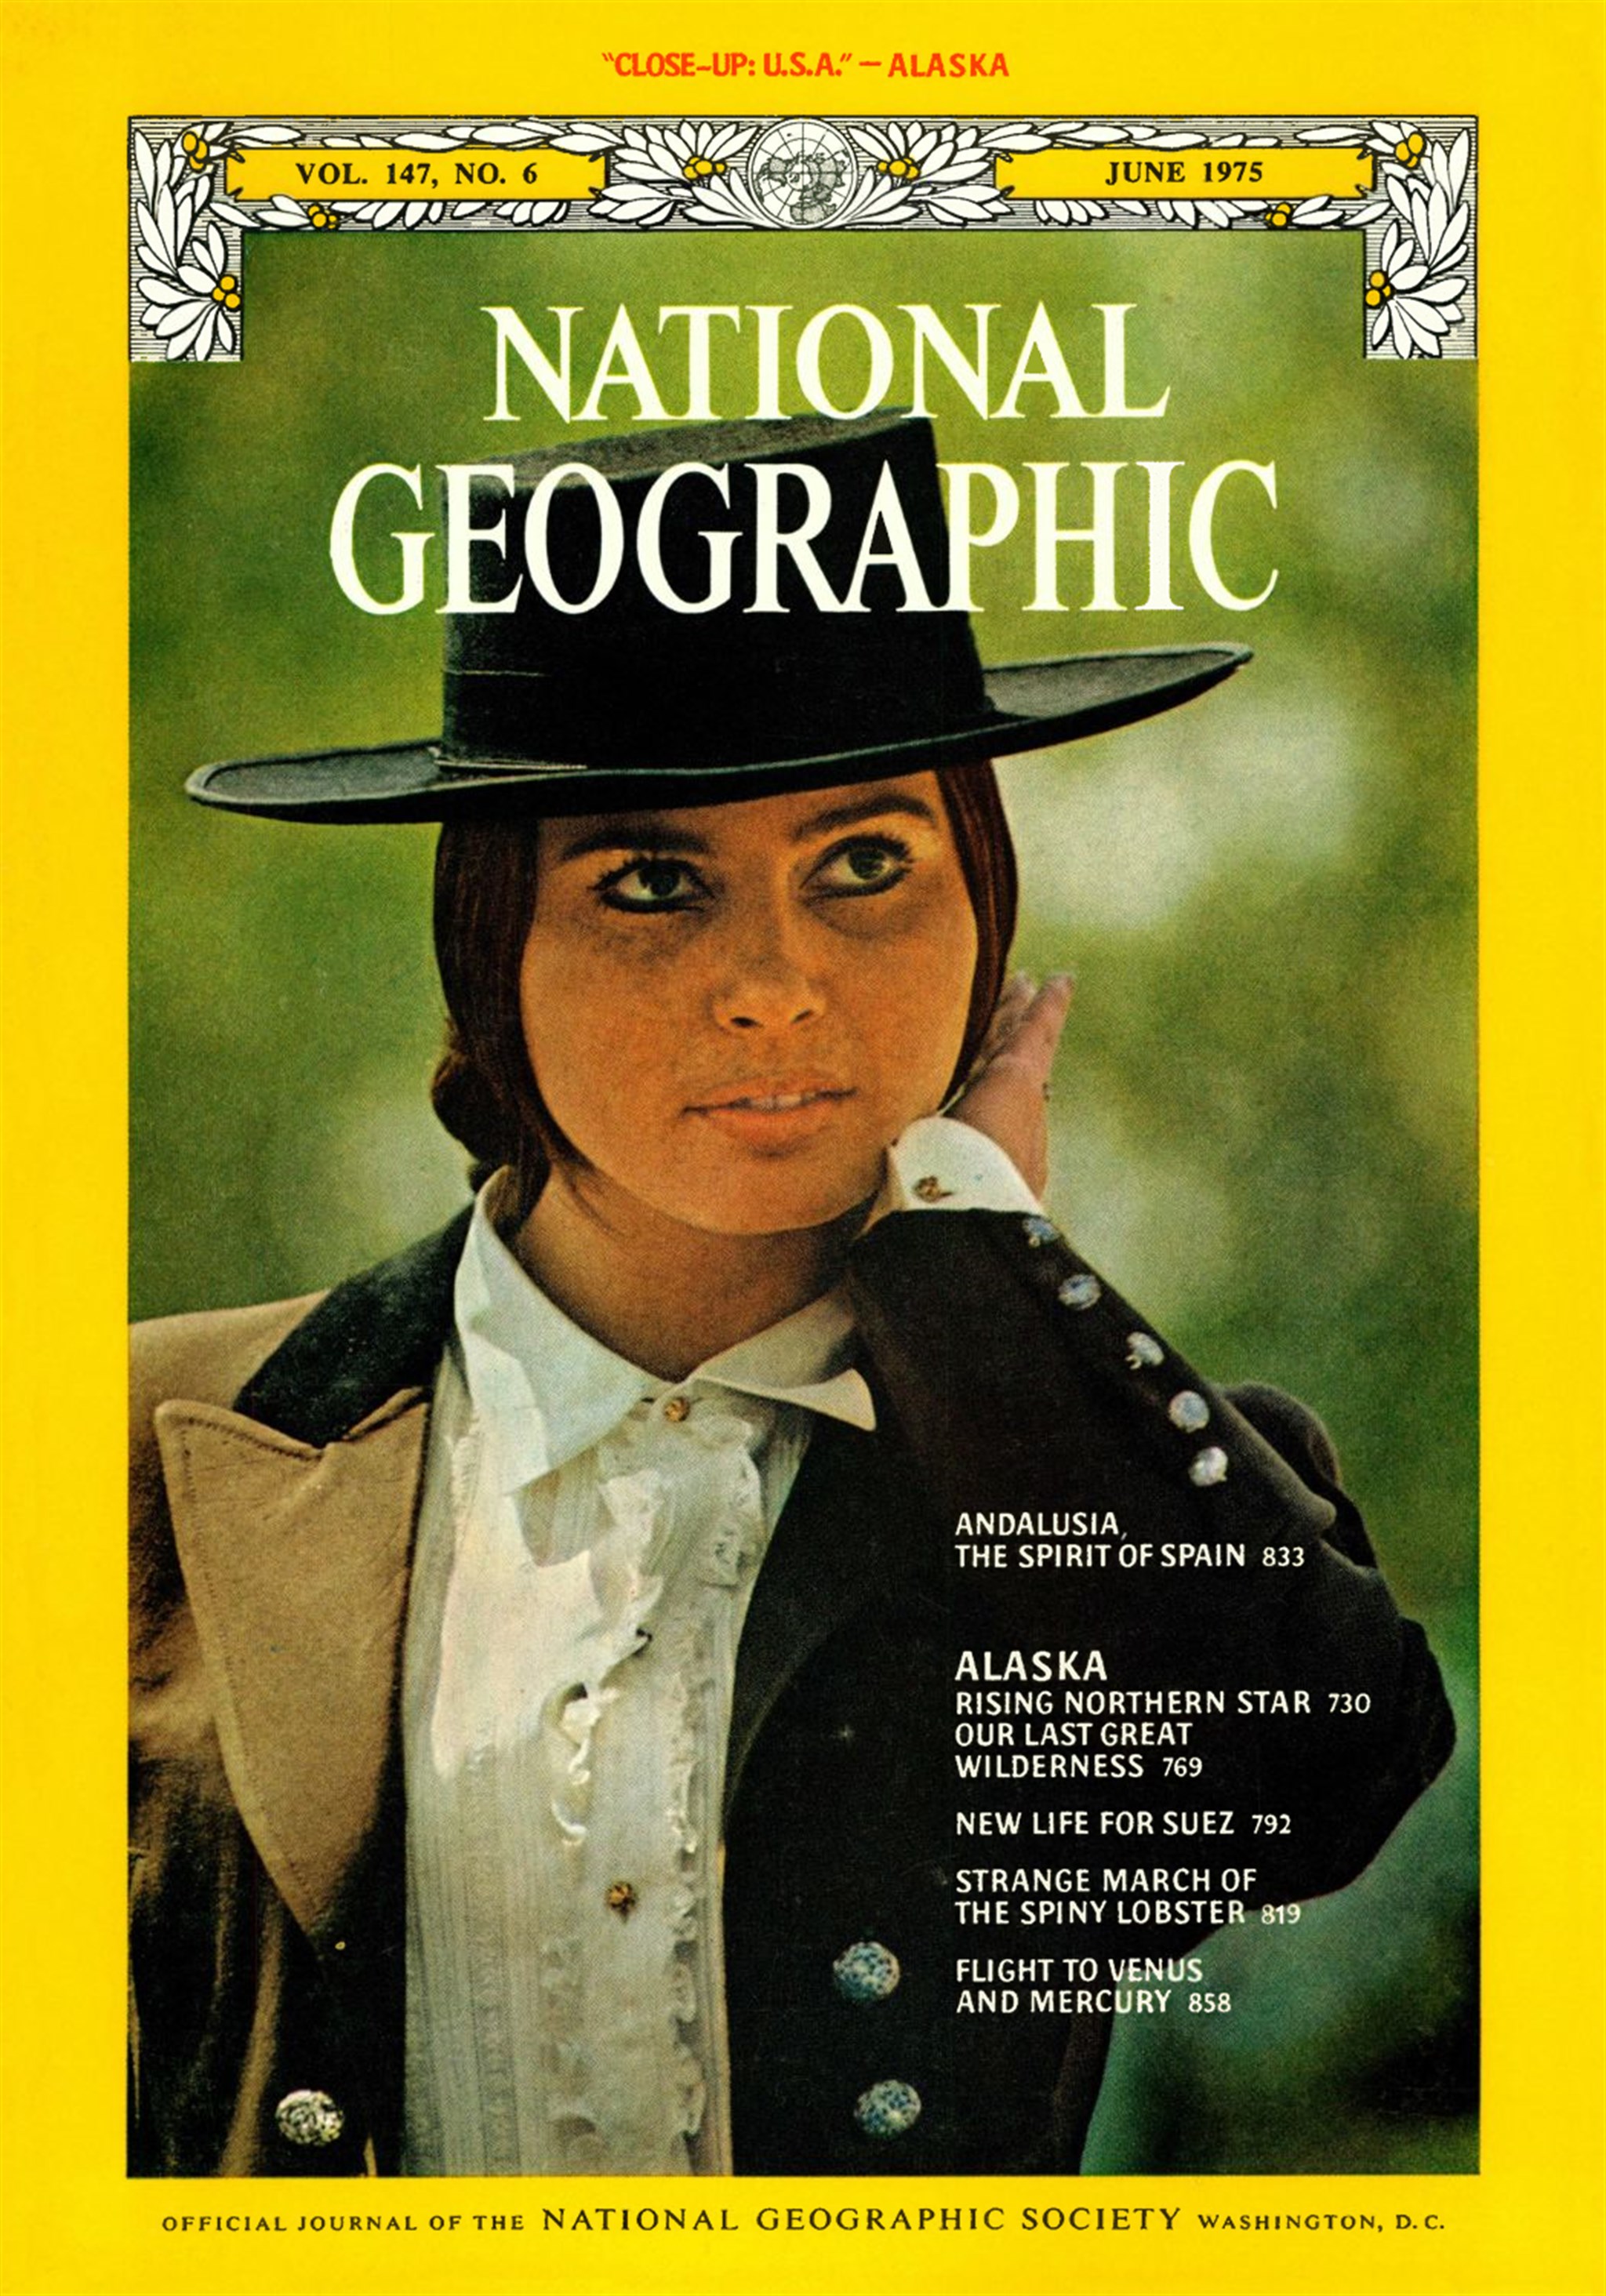 "CLOSE-UP: U.S.A." — ALASKA
VOL. 147, NO. 6
JUNE 1975
NATIONAL
GEOGRAPHIC
ANDALUSIA,
THE SPIRIT OF SPAIN 833
ALASKA
RISING NORTHERN STAR 730
OUR LAST GREAT
WILDERNESS 769
NEW LIFE FOR SUEZ 792
STRANGE MARCH OF
THE SPINY LOBSTER 819
FLIGHT TO VENUS
AND MERCURY 858
OFFICIAL JOURNAL OF THE NATIONAL GEOGRAPHIC SOCIETY WASHINGTON, D.C.